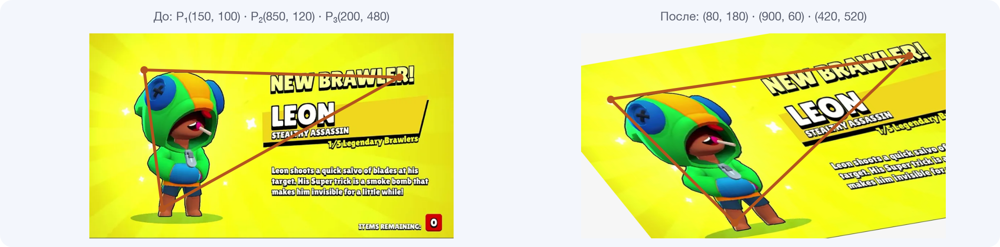 До: P₁(150, 100) · P₂(850, 120) · P₃(200, 480)
NEW BRAWLER!
LEON
STEALTHY ASSASSIN
1/5 Legendary Brawlers
Leon shoots a quick salvo of blades at his
target. His Super trick is a smoke bomb that
makes him invisible for a little while!
ITEMS REMAINING: 0
После: (80, 180) · (900, 60) · (420, 520)
NEW BRAWLER!
LEON
STEALTHY ASSASSIN
1/5 Legendary B
Leon shoots a quick salvo of
target. His Super trick is a
makes him invisible for